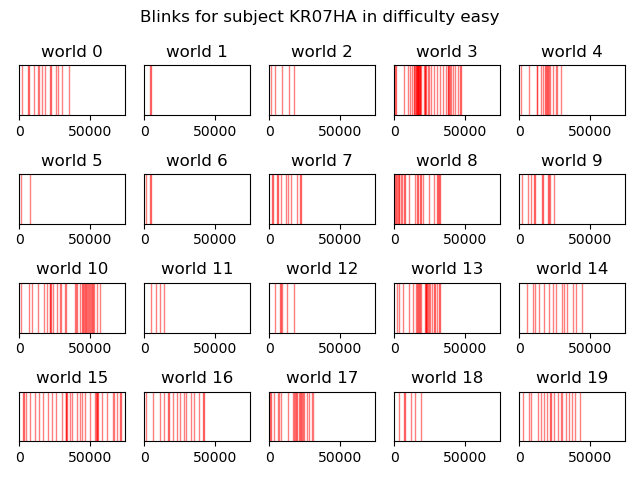 Blinks for subject KR07HA in difficulty easy
world 0 world 1 world 2 world 3 world 4
0 50000 0 50000 0 50000 0 50000 0 50000
world 5 world 6 world 7 world 8 world 9
0 50000 0 50000 0 50000 0 50000 0 50000
world 10 world 11 world 12 world 13 world 14
0 50000 0 50000 0 50000 0 50000 0 50000
world 15 world 16 world 17 world 18 world 19
0 50000 0 50000 0 50000 0 50000 0 50000